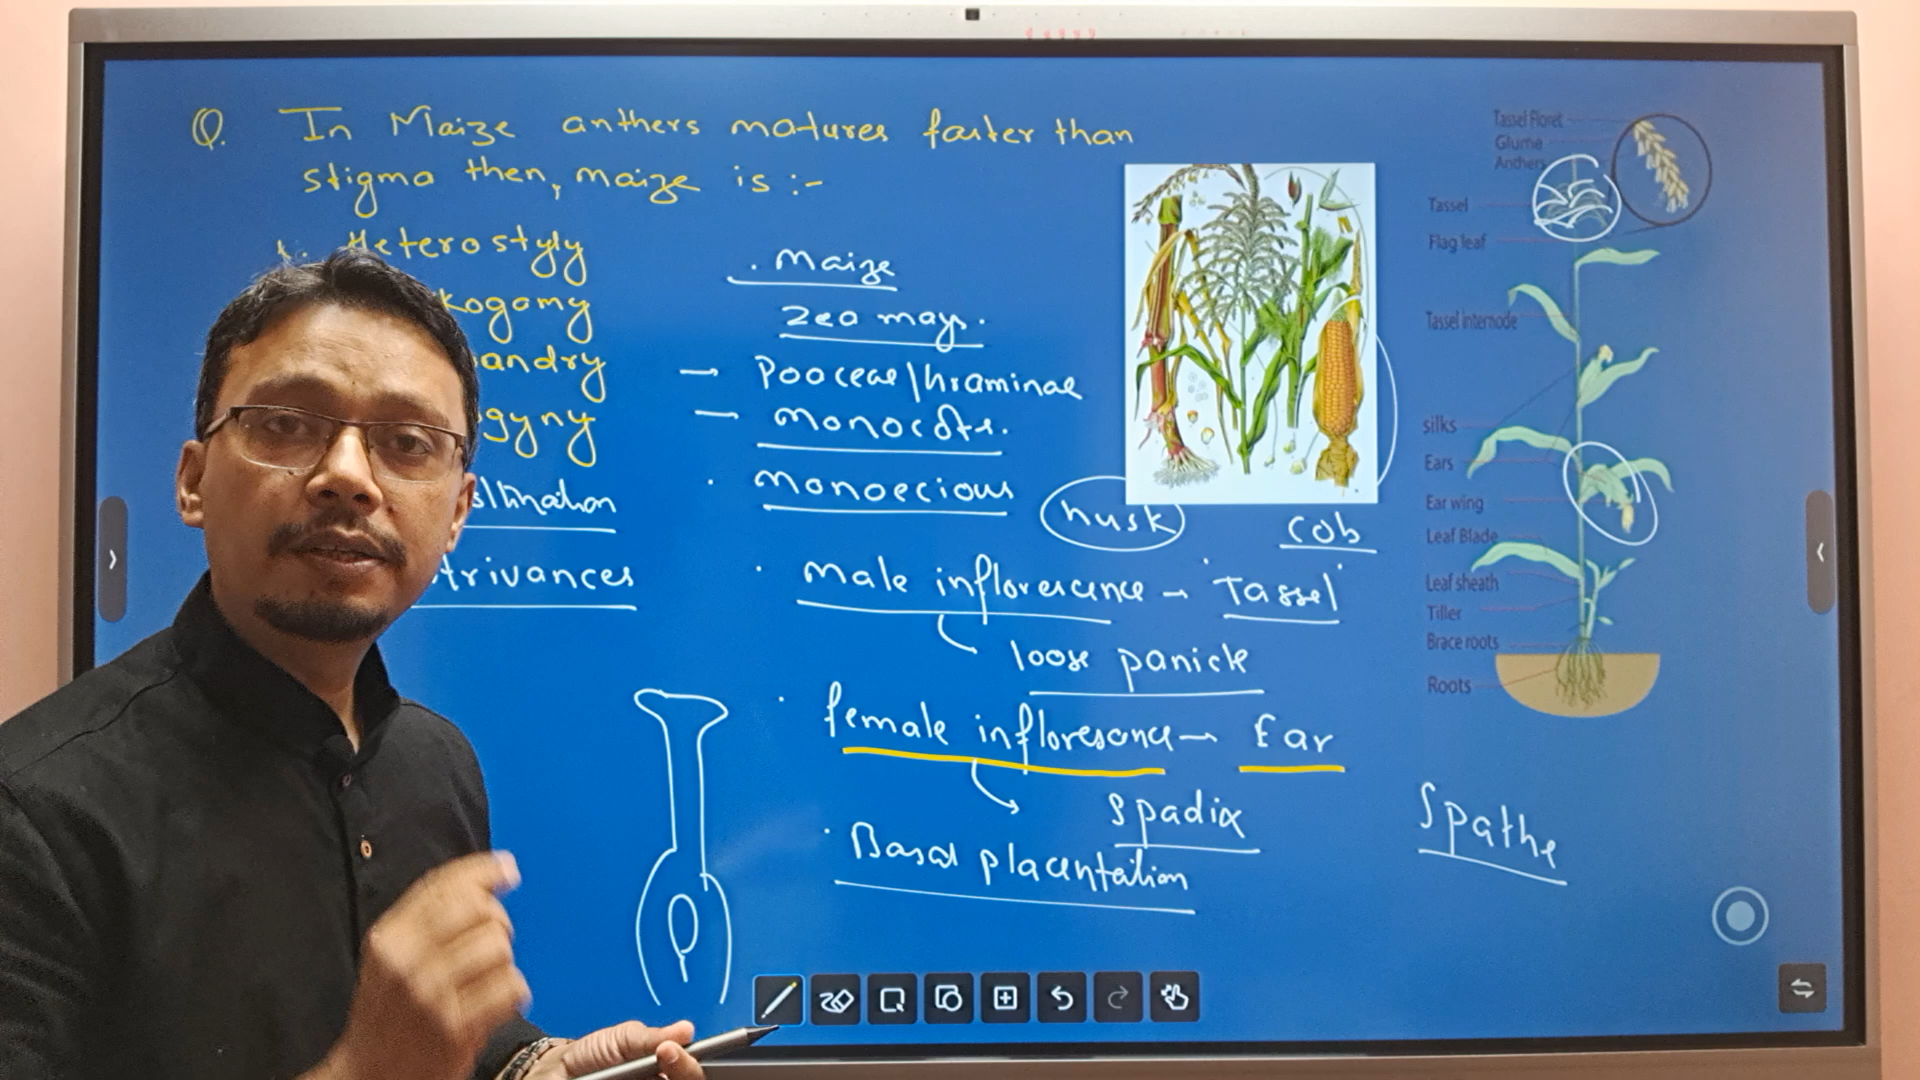 Q. In Maize anthers matures faster than
stigma then, maize is :-
Heterostyly
kogamy
andry
gyny
trivances
. Maize
Zea mays.
→ Poaceae/Graminae
→ monocots.
. monoecious
husk
cob
. male inflorescence → 'Tassel'
loose panicle
. female infloresance → Ear
spadix
. Basal placentation
Spathe
Tassel Floret
Glume
Anthers
Tassel
Flag leaf
Tassel internode
silks
Ears
Ear wing
Leaf Blade
Leaf sheath
Tiller
Brace roots
Roots